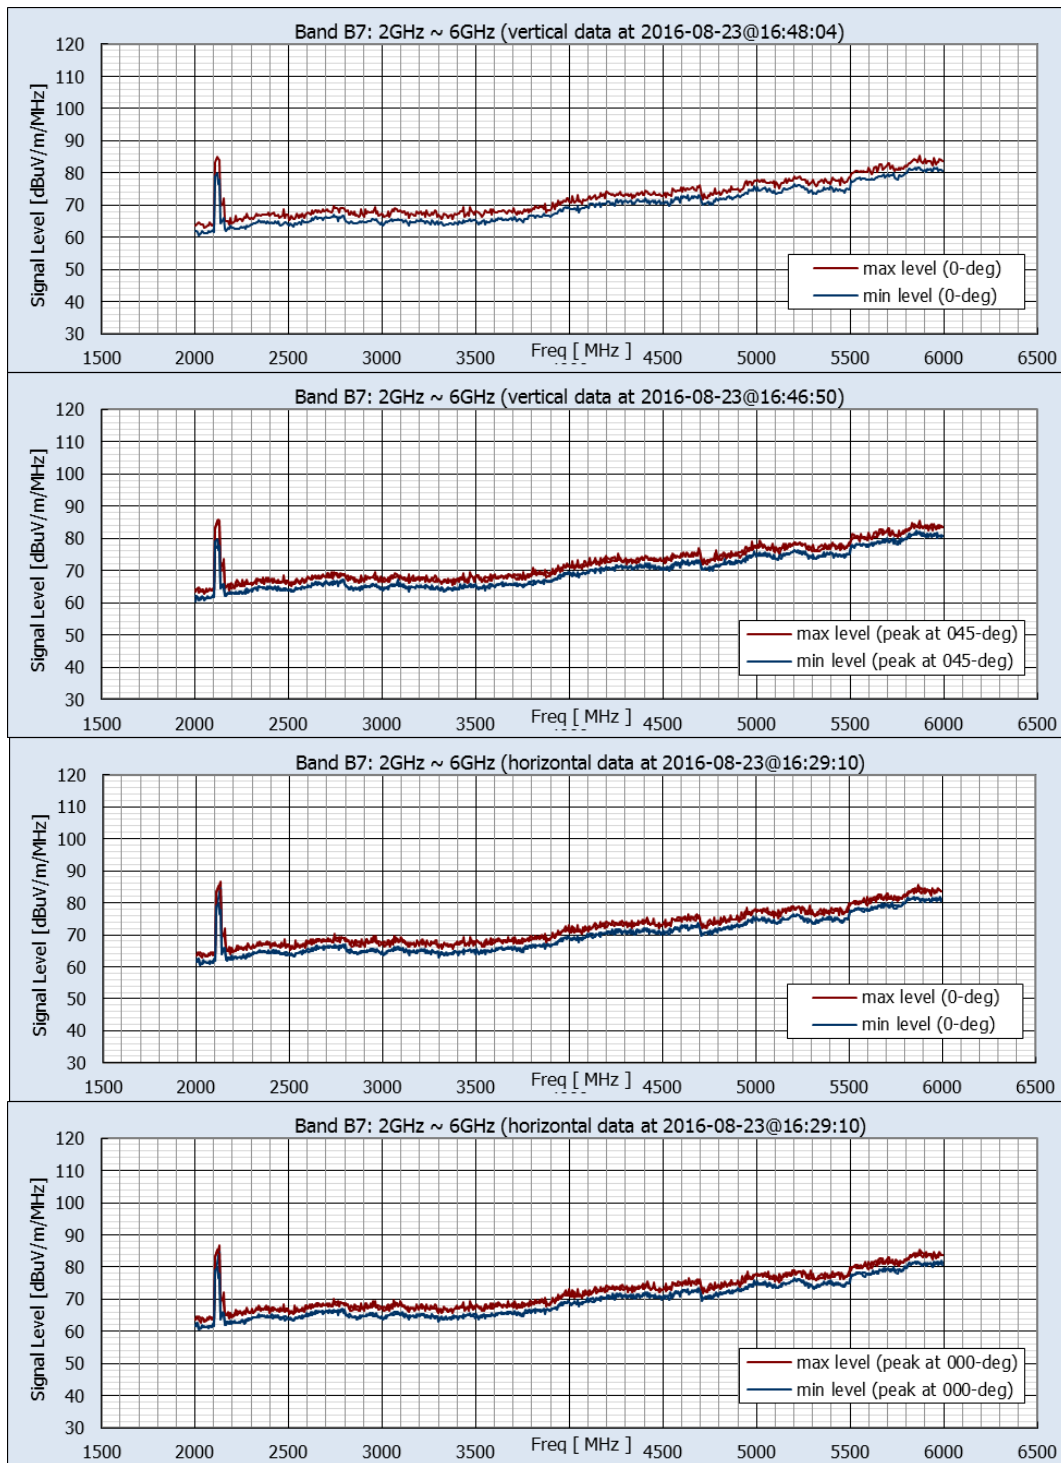 Band B7: 2GHz ~ 6GHz (vertical data at 2016-08-23@16:48:04)
120
110
100
90
80
70
60
50
40
30
Signal Level [dBuV/m/MHz]
max level (0-deg)
min level (0-deg)
1500 2000 2500 3000 3500 4500 5000 5500 6000 6500
Freq [ MHz ]
Band B7: 2GHz ~ 6GHz (vertical data at 2016-08-23@16:46:50)
120
110
100
90
80
70
60
50
40
30
Signal Level [dBuV/m/MHz]
max level (peak at 045-deg)
min level (peak at 045-deg)
1500 2000 2500 3000 3500 4500 5000 5500 6000 6500
Freq [ MHz ]
Band B7: 2GHz ~ 6GHz (horizontal data at 2016-08-23@16:29:10)
120
110
100
90
80
70
60
50
40
30
Signal Level [dBuV/m/MHz]
max level (0-deg)
min level (0-deg)
1500 2000 2500 3000 3500 4500 5000 5500 6000 6500
Freq [ MHz ]
Band B7: 2GHz ~ 6GHz (horizontal data at 2016-08-23@16:29:10)
120
110
100
90
80
70
60
50
40
30
Signal Level [dBuV/m/MHz]
max level (peak at 000-deg)
min level (peak at 000-deg)
1500 2000 2500 3000 3500 4500 5000 5500 6000 6500
Freq [ MHz ]